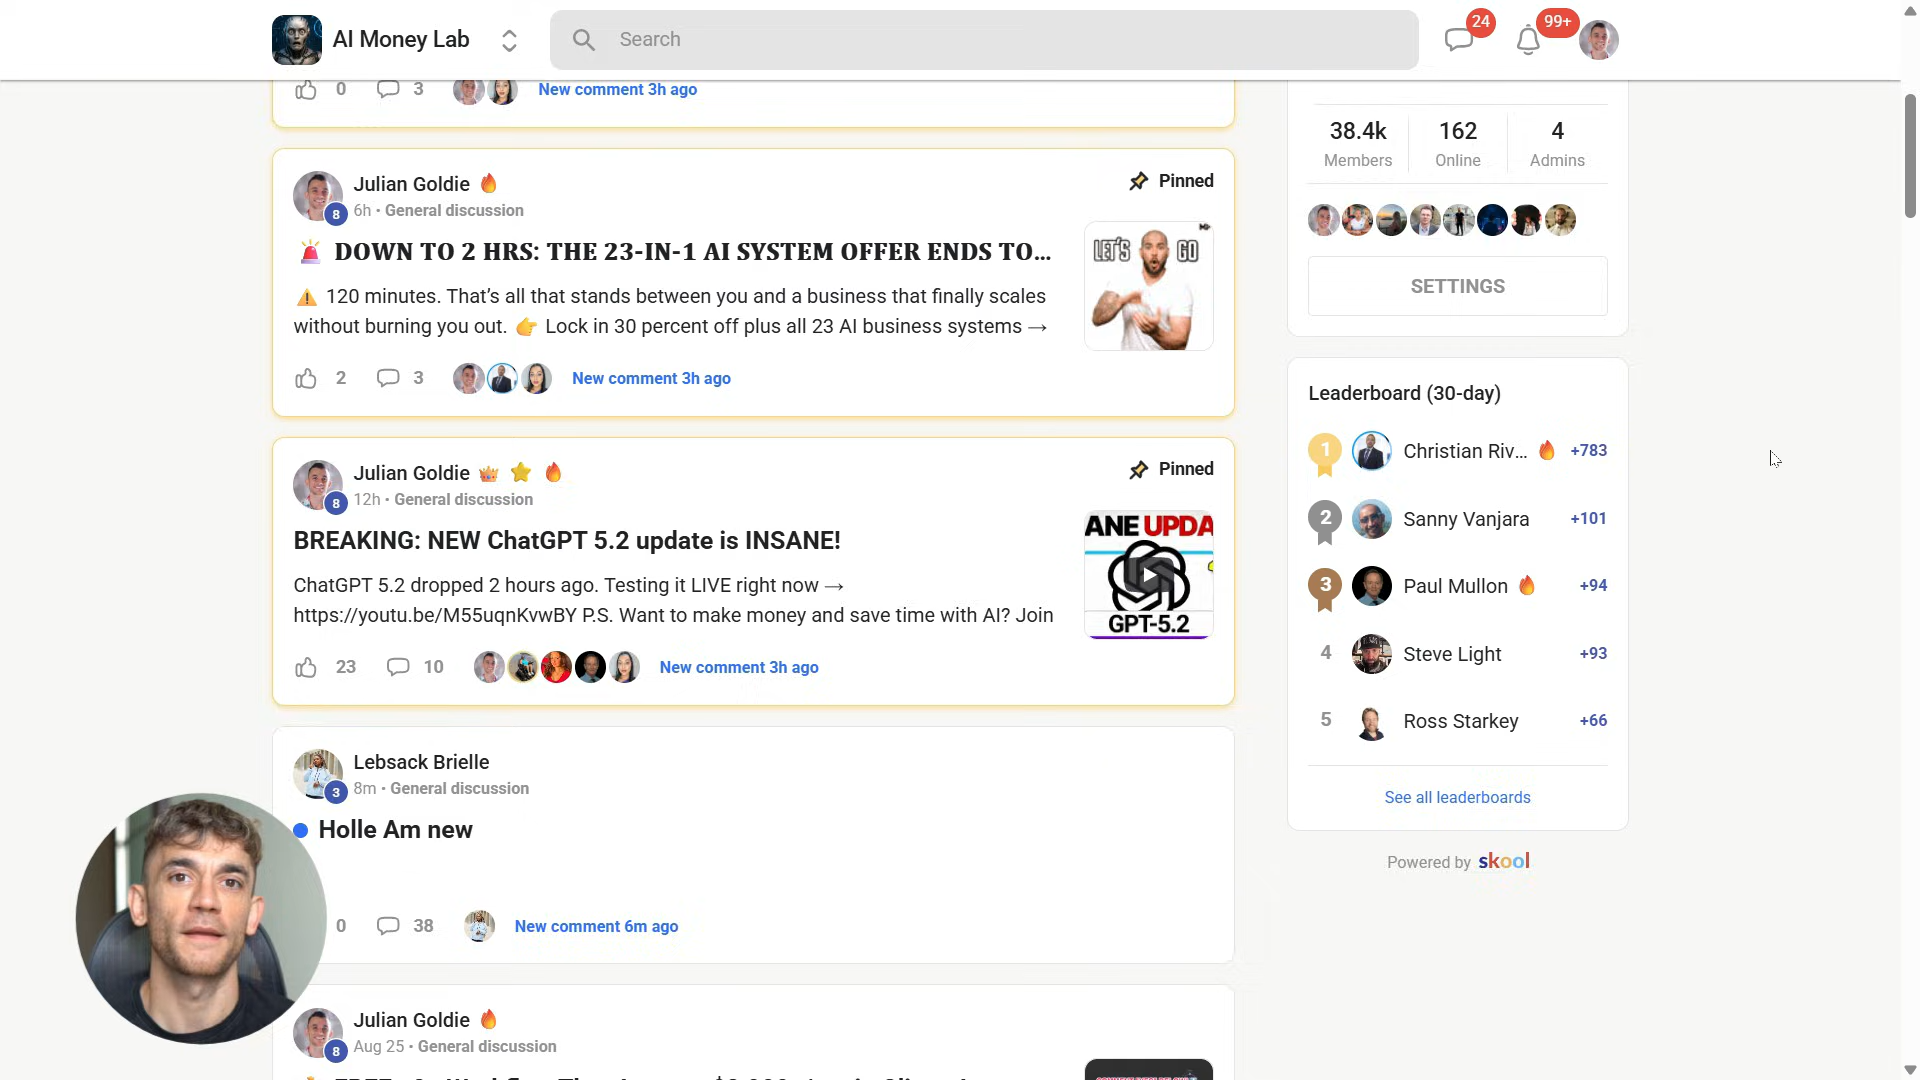 AI Money Lab
Search
24
99+
0
3
New comment 3h ago
38.4k
Members
162
Online
4
Admins
SETTINGS
Julian Goldie
8
6h • General discussion
Pinned
DOWN TO 2 HRS: THE 23-IN-1 AI SYSTEM OFFER ENDS TO...
120 minutes. That's all that stands between you and a business that finally scales
without burning you out. 👉 Lock in 30 percent off plus all 23 AI business systems →
LET'S GO
2
3
New comment 3h ago
Leaderboard (30-day)
1
Christian Riv...
+783
2
Sanny Vanjara
+101
3
Paul Mullon
+94
4
Steve Light
+93
5
Ross Starkey
+66
See all leaderboards
Powered by skool
Julian Goldie
8
12h • General discussion
Pinned
BREAKING: NEW ChatGPT 5.2 update is INSANE!
ChatGPT 5.2 dropped 2 hours ago. Testing it LIVE right now →
https://youtu.be/M55uqnKvwBY P.S. Want to make money and save time with AI? Join
ANE UPDA
GPT-5.2
23
10
New comment 3h ago
Lebsack Brielle
3
8m • General discussion
Holle Am new
0
38
New comment 6m ago
Julian Goldie
8
Aug 25 • General discussion